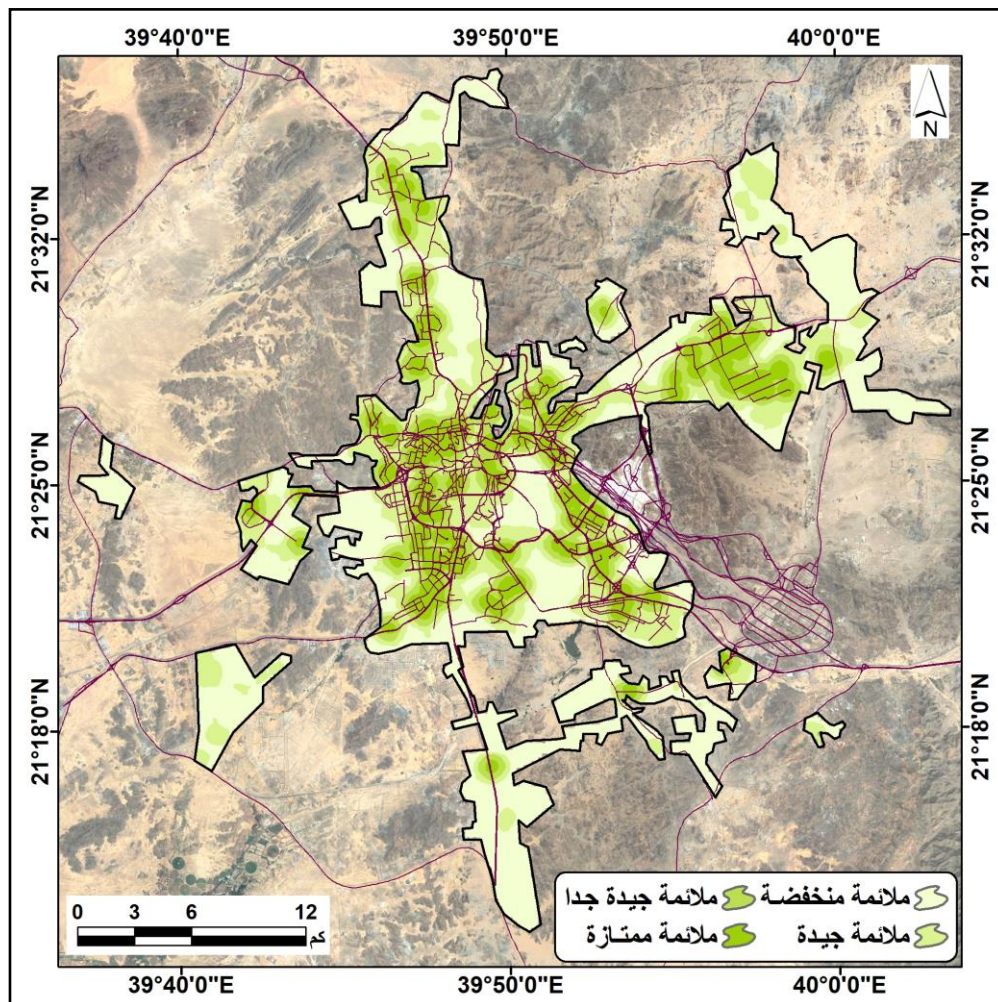 39°40'0"E 39°50'0"E 40°0'0"E
N
21°32'0"N 21°32'0"N
21°25'0"N 21°25'0"N
21°18'0"N 21°18'0"N
ملائمة منخفضة ملائمة جيدة جدا
ملائمة جيدة ملائمة ممتـازة
0 3 6 12
كم
39°40'0"E 39°50'0"E 40°0'0"E